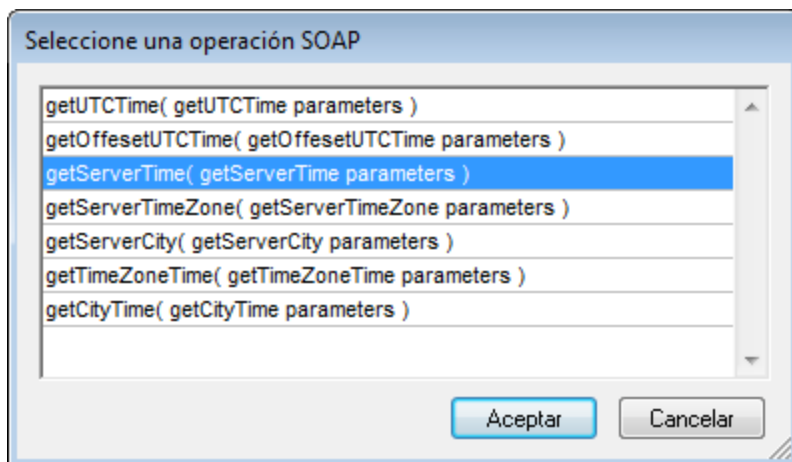 Seleccione una operación SOAP
getUTCTime( getUTCTime parameters )
getOffesetUTCTime( getOffesetUTCTime parameters )
getServerTime( getServerTime parameters )
getServerTimeZone( getServerTimeZone parameters )
getServerCity( getServerCity parameters )
getTimeZoneTime( getTimeZoneTime parameters )
getCityTime( getCityTime parameters )
Aceptar Cancelar